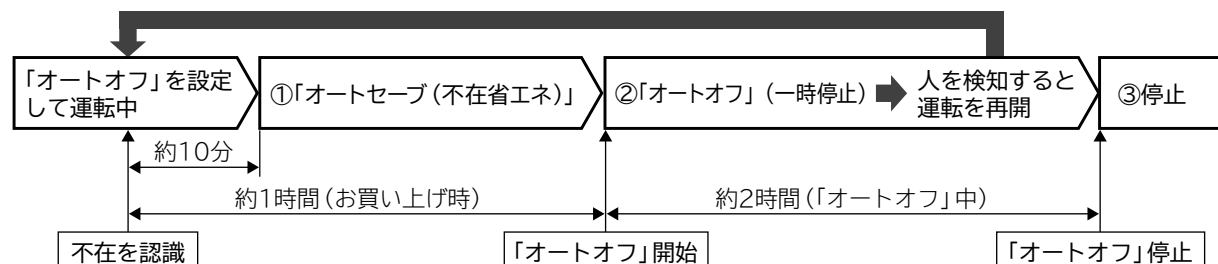 「オートオフ」を設定
して運転中
①「オートセーブ（不在省エネ）」
②「オートオフ」（一時停止）
人を検知すると
運転を再開
③停止
約10分
約1時間（お買い上げ時）
約2時間（「オートオフ」中）
不在を認識
「オートオフ」開始
「オートオフ」停止